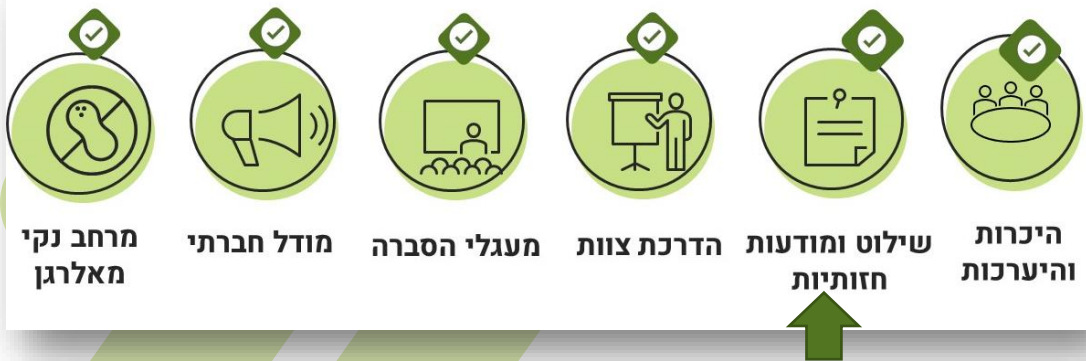 היכרות
והיערכות
שילוט ומודעות
חזותיות
הדרכת צוות
מעגלי הסברה
מודל חברתי
מרחב נקי
מאלרגן